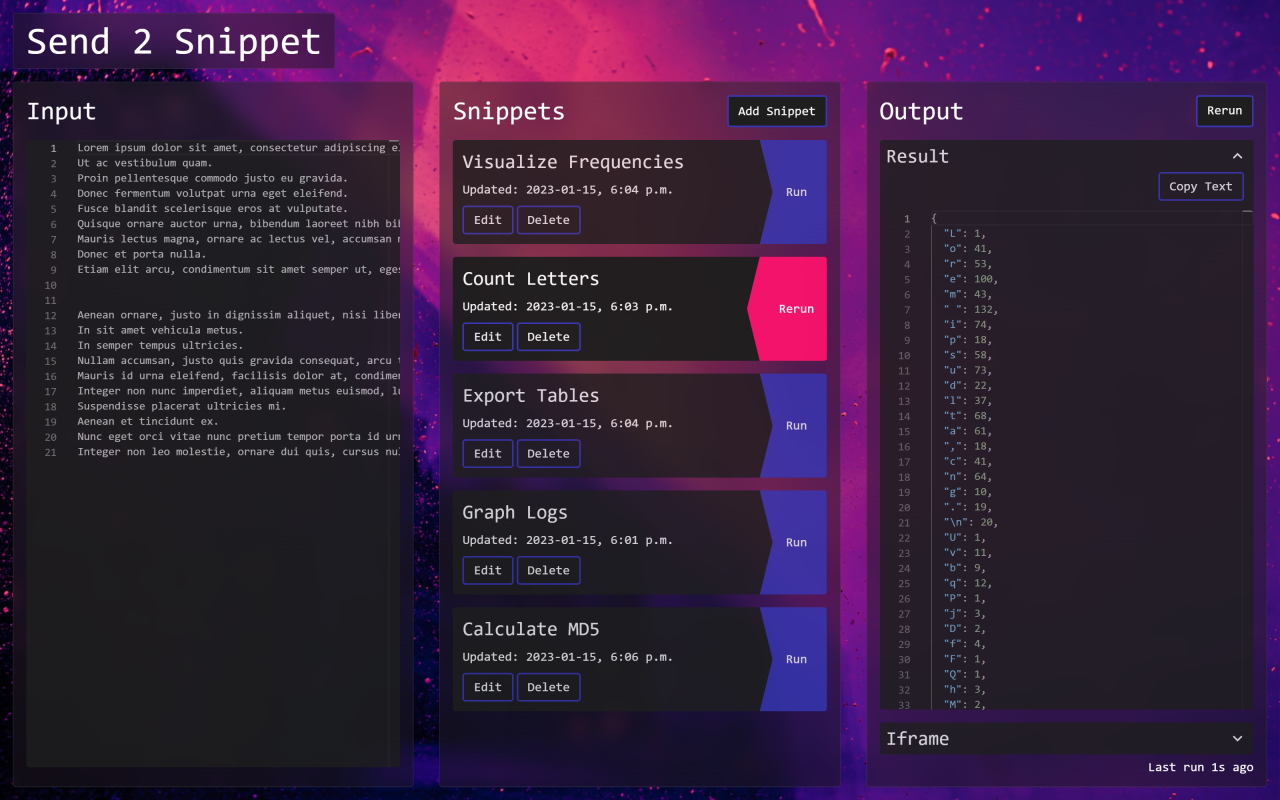 Send 2 Snippet
Input
1 Lorem ipsum dolor sit amet, consectetur adipiscing
2 Ut ac vestibulum quam.
3 Proin pellentesque commodo justo eu gravida.
4 Donec fermentum volutpat urna eget eleifend.
5 Fusce blandit scelerisque eros at vulputate.
6 Quisque ornare auctor urna, bibendum laoreet nibh
7 Mauris lectus magna, ornare ac lectus vel, accumsan
8 Donec et porta nulla.
9 Etiam elit arcu, condimentum sit amet semper ut,
10
11
12 Aenean ornare, justo in dignissim aliquet, nisi
13 In sit amet vehicula metus.
14 In semper tempus ultricies.
15 Nullam accumsan, justo quis gravida consequat, arcu
16 Mauris id urna eleifend, facilisis dolor at,
17 Integer non nunc imperdiet, aliquam metus euismod,
18 Suspendisse placerat ultricies mi.
19 Aenean et tincidunt ex.
20 Nunc eget orci vitae nunc pretium tempor porta id
21 Integer non leo molestie, ornare dui quis, cursus
Snippets
Add Snippet
Visualize Frequencies
Updated: 2023-01-15, 6:04 p.m.
Edit
Delete
Run
Count Letters
Updated: 2023-01-15, 6:03 p.m.
Edit
Delete
Rerun
Export Tables
Updated: 2023-01-15, 6:04 p.m.
Edit
Delete
Run
Graph Logs
Updated: 2023-01-15, 6:01 p.m.
Edit
Delete
Run
Calculate MD5
Updated: 2023-01-15, 6:06 p.m.
Edit
Delete
Run
Output
Rerun
Result
Copy Text
1 {
2 "L": 1,
3 "o": 41,
4 "r": 53,
5 "e": 100,
6 "m": 43,
7 " ": 132,
8 "i": 74,
9 "p": 18,
10 "s": 58,
11 "u": 73,
12 "d": 22,
13 "l": 37,
14 "t": 68,
15 "a": 61,
16 ",": 18,
17 "c": 41,
18 "n": 64,
19 "g": 10,
20 ".": 19,
21 "\n": 20,
22 "U": 1,
23 "v": 11,
24 "b": 9,
25 "q": 12,
26 "P": 1,
27 "j": 3,
28 "D": 2,
29 "f": 4,
30 "F": 1,
31 "Q": 1,
32 "h": 3,
33 "M": 2,
Iframe
Last run 1s ago